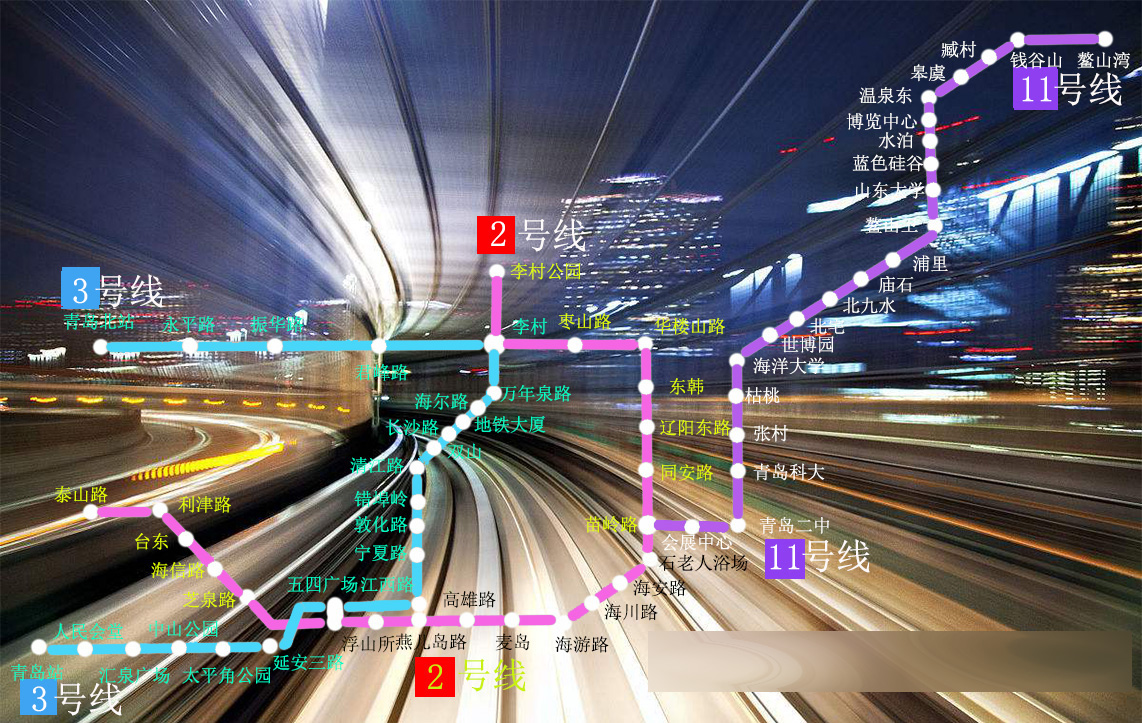 臧村
钱谷山
鳌山湾
皋虞
11号线
温泉东
博览中心
水泊
蓝色硅谷
山东大学
鳌山卫
2号线
浦里
李村公园
庙石
3号线
北九水
青岛北站
永平路
振华路
李村
枣山路
华楼山路
北宅
世博园
君峰路
海洋大学
万年泉路
海尔路
东韩
枯桃
长沙路
地铁大厦
辽阳东路
张村
双山
清江路
同安路
青岛科大
泰山路
利津路
错埠岭
敦化路
苗岭路
青岛二中
台东
会展中心
宁夏路
石老人浴场
11号线
海信路
五四广场
江西路
海安路
芝泉路
高雄路
海川路
人民会堂
中山公园
浮山所
燕儿岛路
麦岛
海游路
延安三路
青岛站
汇泉广场
太平角公园
2号线
3号线